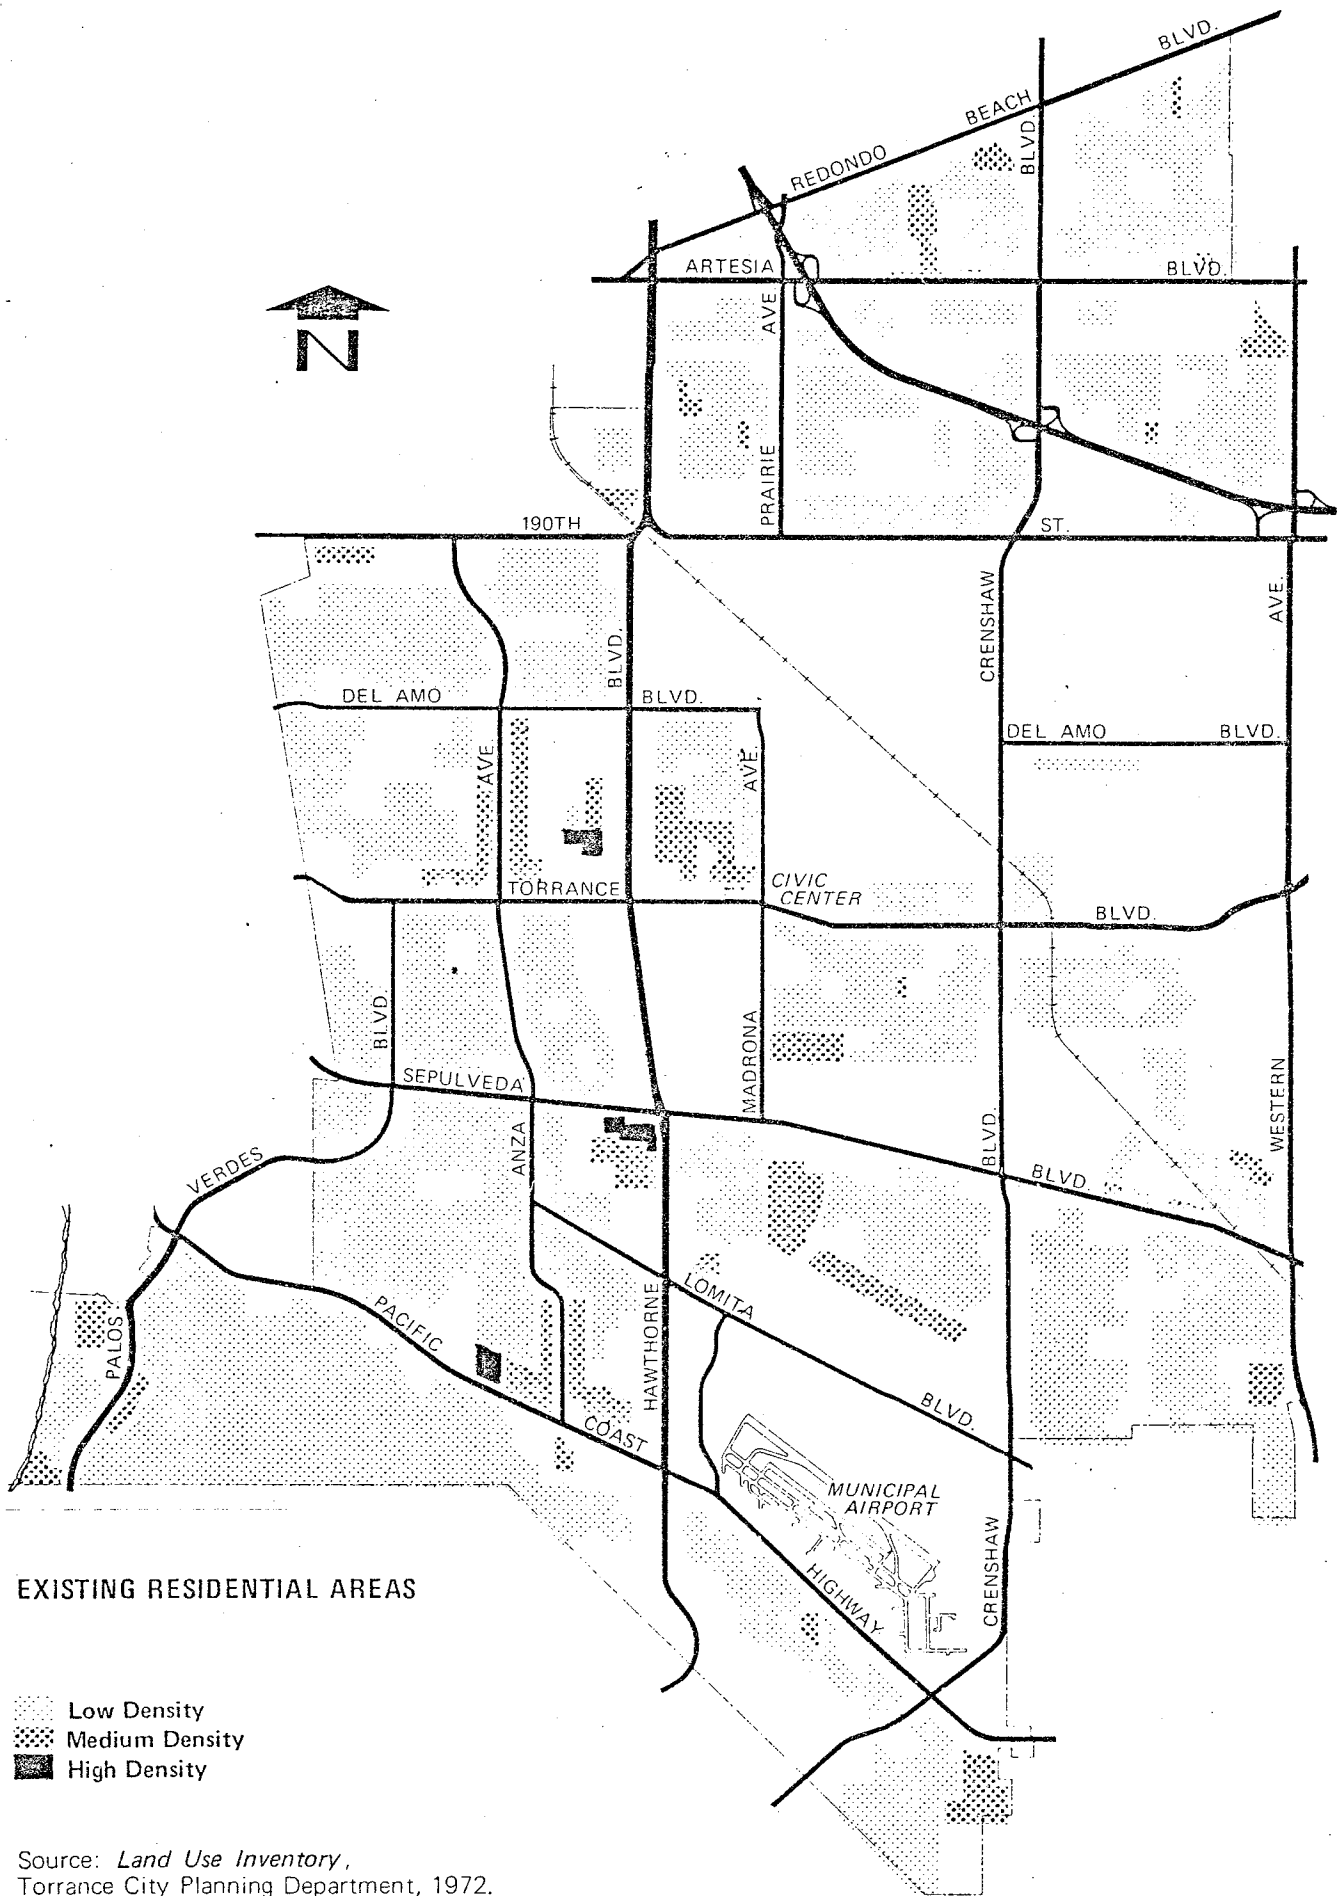 BLVD.
BEACH
REDONDO
BLVD.
ARTESIA
BLVD.
AVE
N
PRAIRIE
190TH
ST.
CRENSHAW
AVE.
BLVD.
DEL AMO
BLVD.
DEL AMO
BLVD.
AVE.
AVE.
TORRANCE
CIVIC
CENTER
BLVD.
BLVD.
MADRONA
SEPULVEDA
WESTERN
ANZA
BLVD.
BLVD.
VERDES
PALOS
PACIFIC
HAWTHORNE
LOMITA
COAST
BLVD.
MUNICIPAL
AIRPORT
HIGHWAY
CRENSHAW
EXISTING RESIDENTIAL AREAS
Low Density
Medium Density
High Density
Source: Land Use Inventory,
Torrance City Planning Department, 1972.